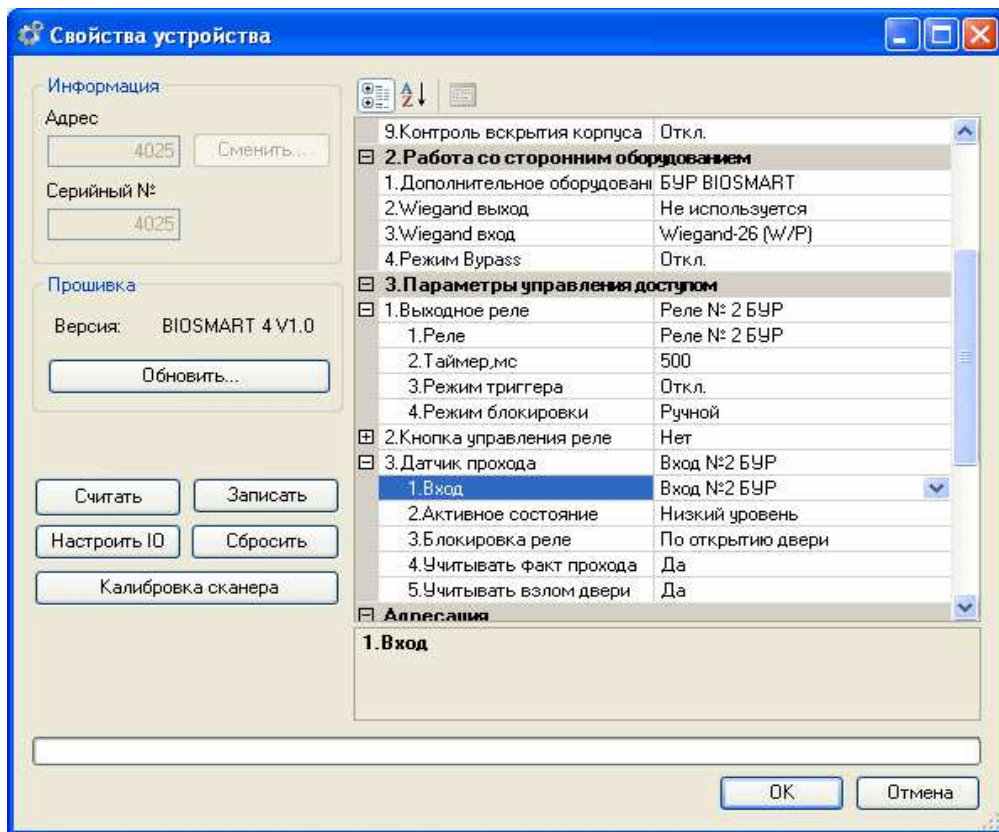 Свойства устройства
Информация
Адрес
4025 Сменить...
Серийный №
4025
Прошивка
Версия: BIOSMART 4 V1.0
Обновить...
Считать Записать
Настроить IO Сбросить
Калибровка сканера
9.Контроль вскрытия корпуса Откл.
2.Работа со сторонним оборудованием
1.Дополнительное оборудовани БУР BIOSMART
2.Wiegand выход Не используется
3.Wiegand вход Wiegand-26 (W/P)
4.Режим Bypass Откл.
3.Параметры управления доступом
1.Выходное реле Реле № 2 БУР
1.Реле Реле № 2 БУР
2.Таймер,мс 500
3.Режим триггера Откл.
4.Режим блокировки Ручной
2.Кнопка управления реле Нет
3.Датчик прохода Вход №2 БУР
1.Вход Вход №2 БУР
2.Активное состояние Низкий уровень
3.Блокировка реле По открытию двери
4.Учитывать факт прохода Да
5.Учитывать взлом двери Да
Адресация
1.Вход
OK Отмена